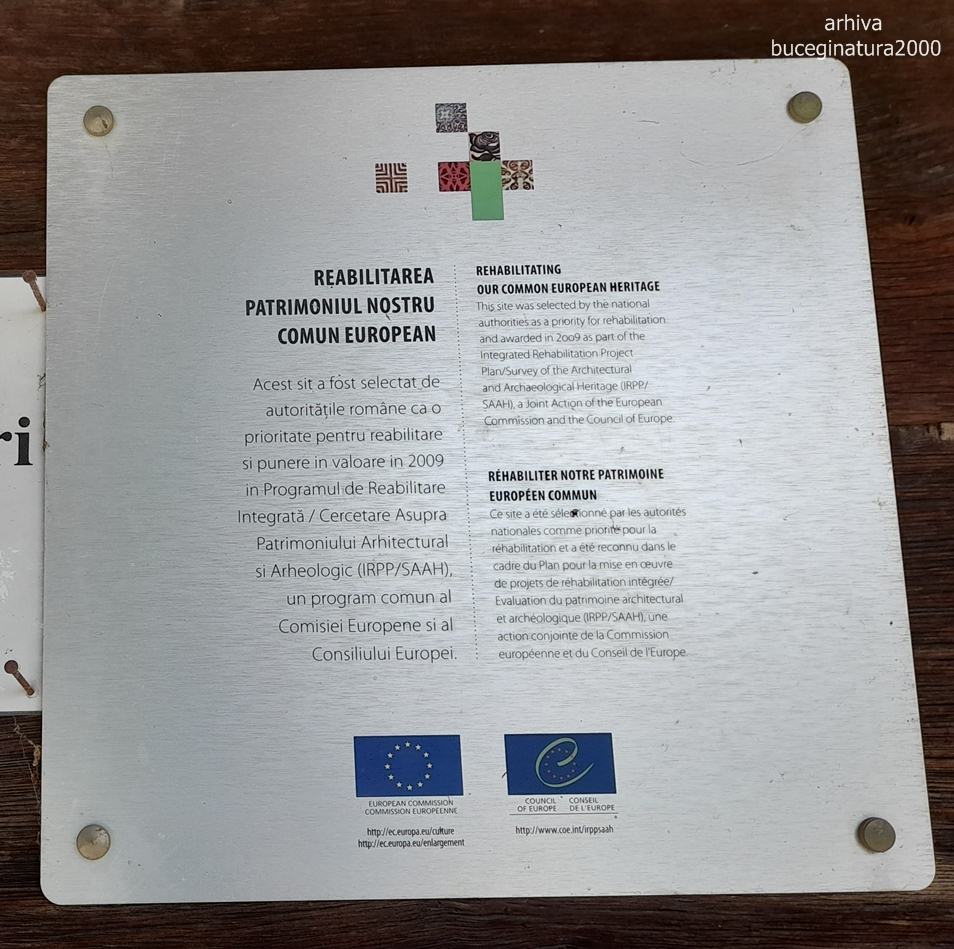 arhiva
buceginatura2000
REABILITAREA
PATRIMONIUL NOSTRU
COMUN EUROPEAN
Acest sit a fost selectat de
autoritățile române ca o
prioritate pentru reabilitare
si punere in valoare in 2009
in Programul de Reabilitare
Integrată / Cercetare Asupra
Patrimoniului Arhitectural
si Arheologic (IRPP/SAAH),
un program comun al
Comisiei Europene si al
Consiliului Europei.
REHABILITATING
OUR COMMON EUROPEAN HERITAGE
This site was selected by the national
authorities as a priority for rehabilitation
and awarded in 2009 as part of the
Integrated Rehabilitation Project
Plan/Survey of the Architectural
and Archaeological Heritage (IRPP/
SAAH), a Joint Action of the European
Commission and the Council of Europe.
RÉHABILITER NOTRE PATRIMOINE
EUROPÉEN COMMUN
Ce site a été sélectionné par les autorités
nationales comme priorité pour la
réhabilitation et a été reconnu dans le
cadre du Plan pour la mise en œuvre
de projets de réhabilitation intégrée/
Evaluation du patrimoine architectural
et archéologique (IRPP/SAAH), une
action conjointe de la Commission
européenne et du Conseil de l'Europe.
ri
EUROPEAN COMMISSION
COMMISSION EUROPÉENNE
http://ec.europa.eu/culture
http://ec.europa.eu/enlargement
COUNCIL CONSEIL
OF EUROPE DE L'EUROPE
http://www.coe.int/irppsaah